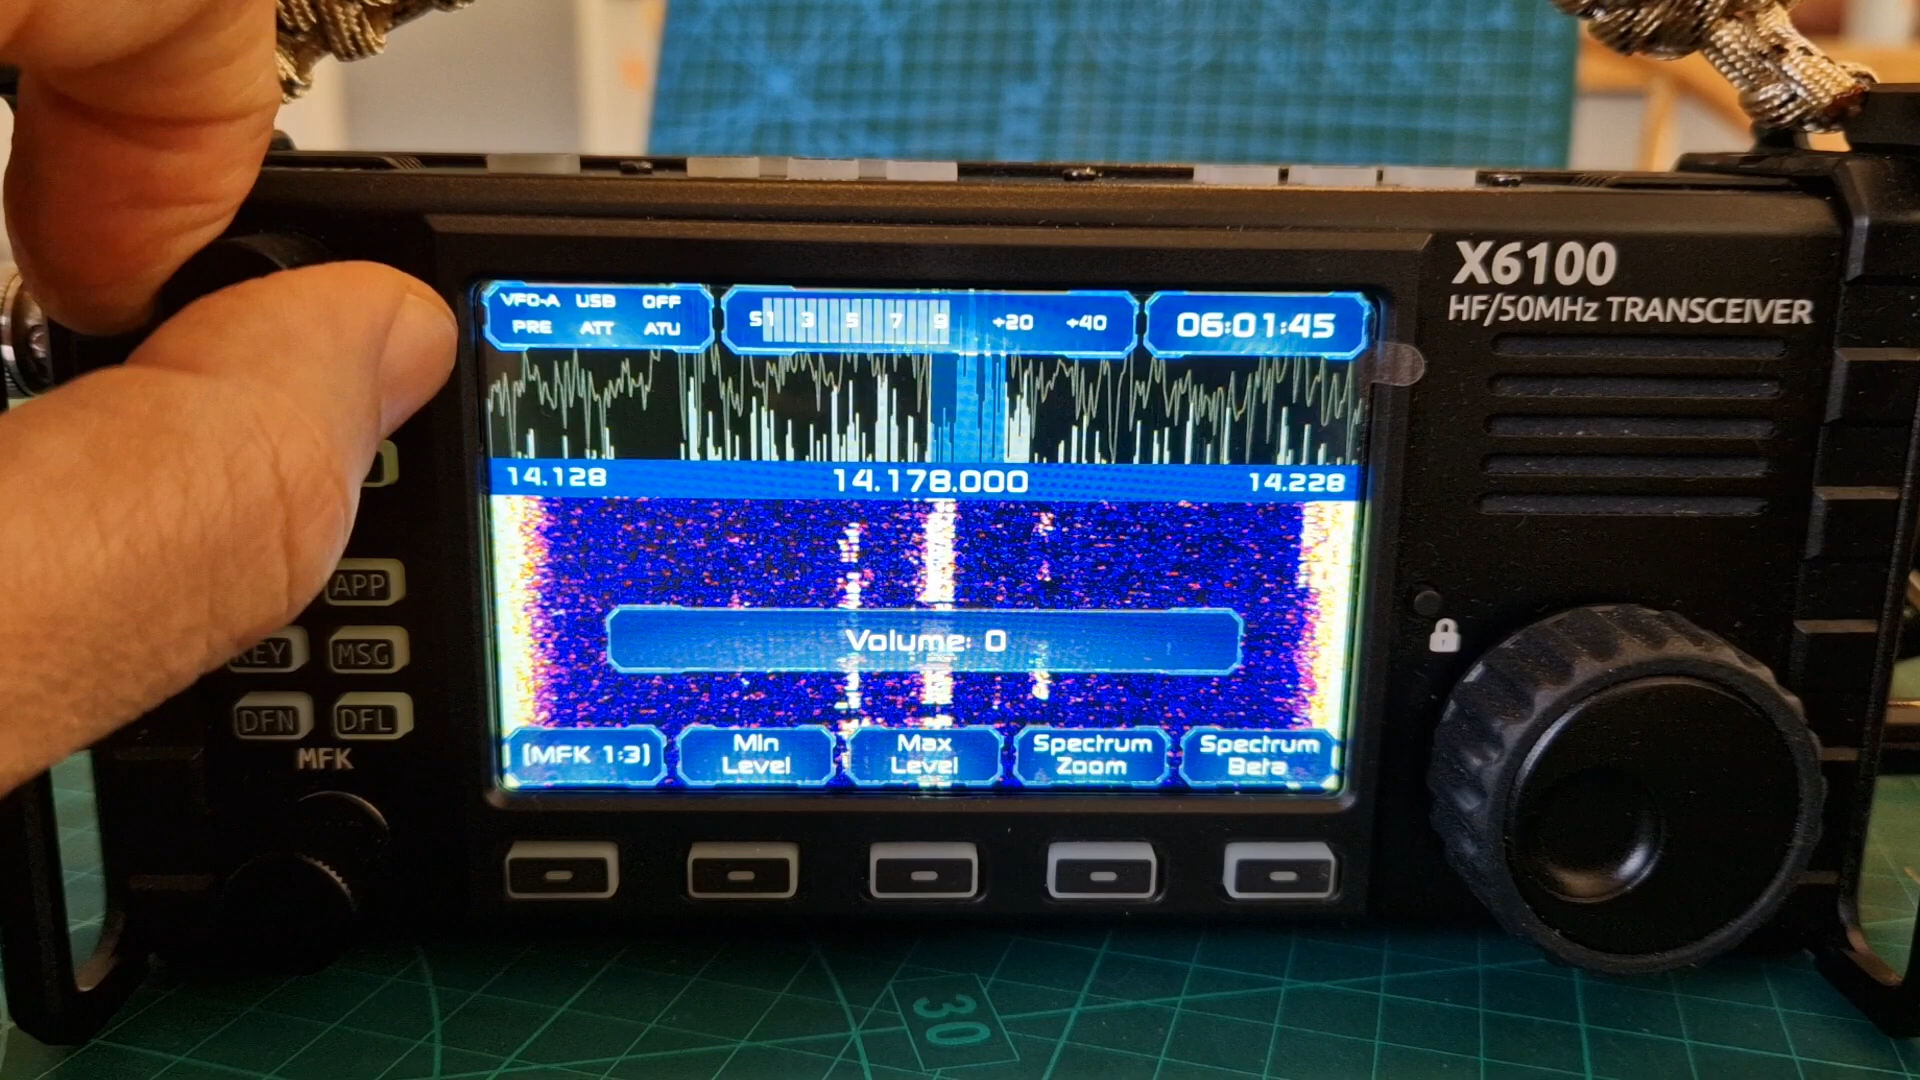 X6100
HF/50MHz TRANSCEIVER
VFO-A USB OFF
PRE ATT ATU
S1 3 5 7 9 +20 +40
06:01:45
14.128 14.178.000 14.228
Volume: 0
(MFK 1:3)
Min
Level
Max
Level
Spectrum
Zoom
Spectrum
Beta
APP
KEY MSG
DFN DFL
MFK
30